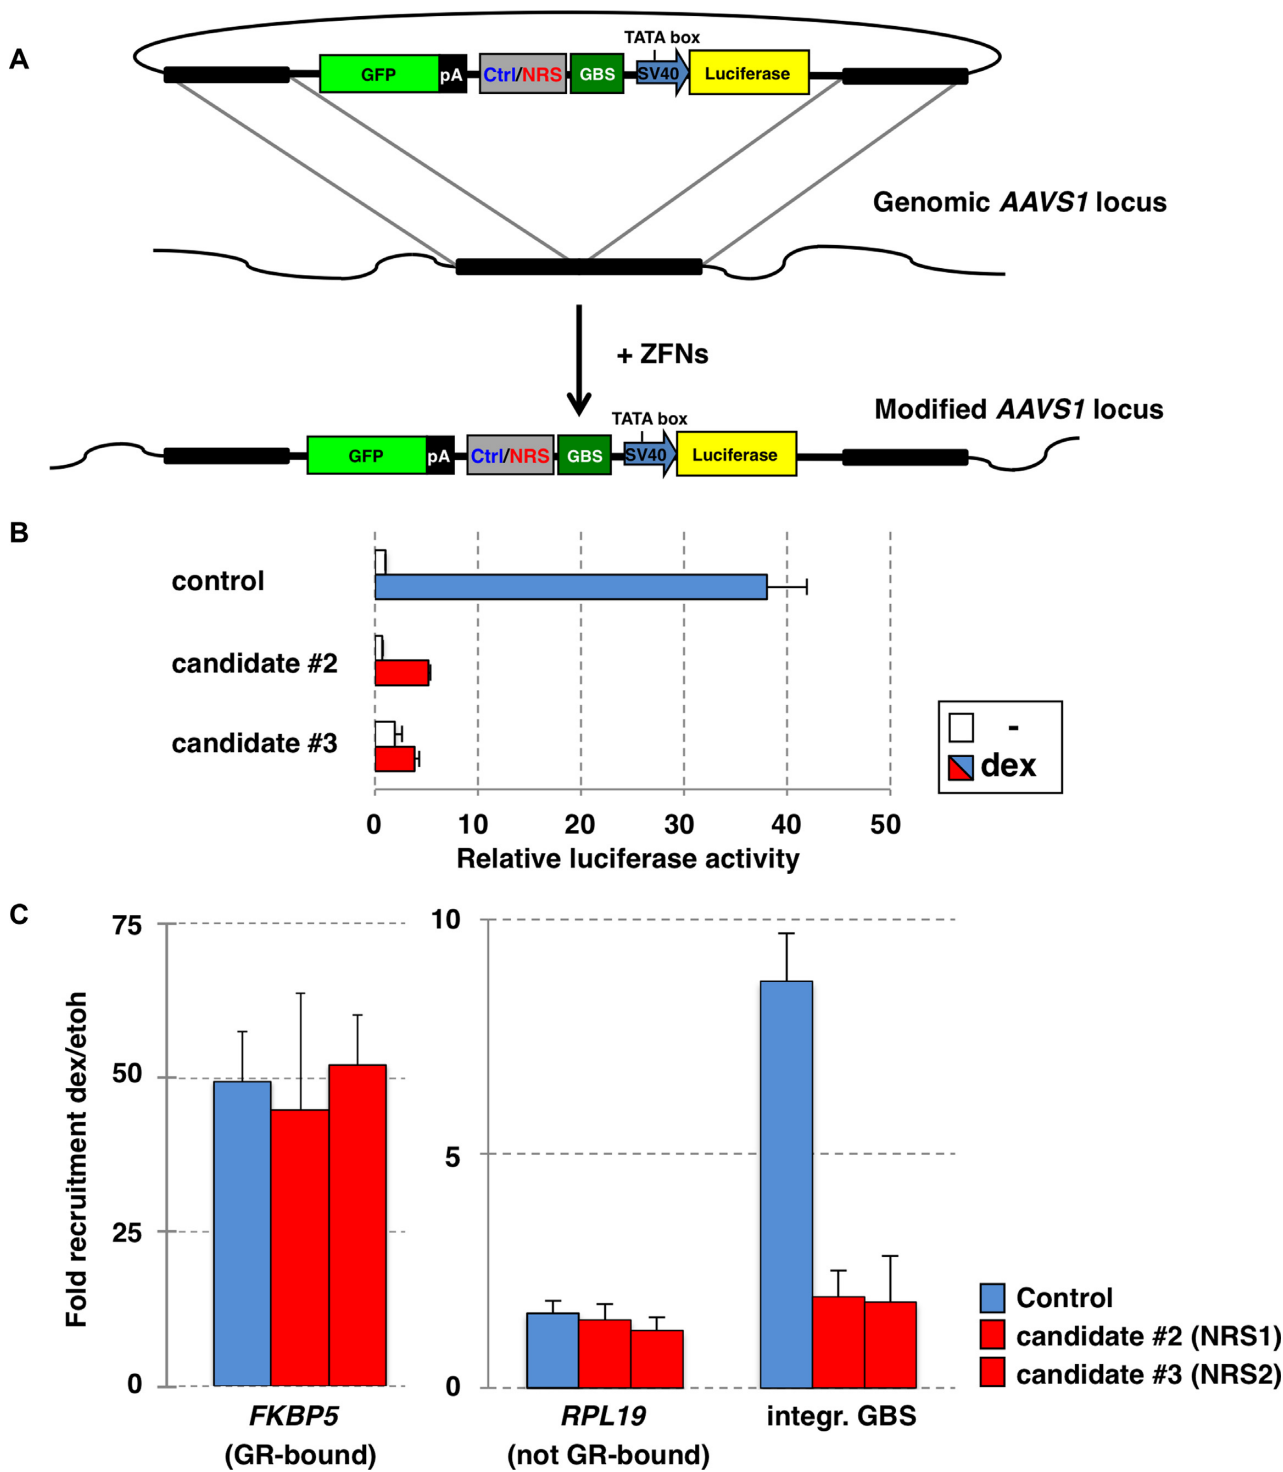 A
TATA box
GFP pA Ctrl/NRS GBS SV40 Luciferase
Genomic AAVS1 locus
+ ZFNs
Modified AAVS1 locus
TATA box
GFP pA Ctrl/NRS GBS SV40 Luciferase
B
control
candidate #2
candidate #3
-
dex
0 10 20 30 40 50
Relative luciferase activity
C
Fold recruitment dex/etoh
75
50
25
0
10
5
0
FKBP5
(GR-bound)
RPL19
(not GR-bound)
integr. GBS
Control
candidate #2 (NRS1)
candidate #3 (NRS2)